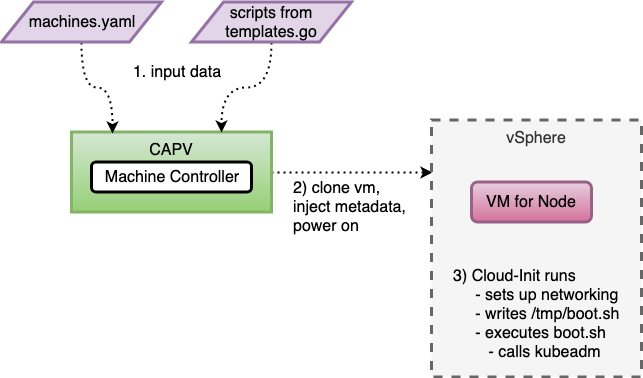 machines.yaml
scripts from
templates.go
1. input data
CAPV
Machine Controller
2) clone vm,
inject metadata,
power on
vSphere
VM for Node
3) Cloud-Init runs
- sets up networking
- writes /tmp/boot.sh
- executes boot.sh
- calls kubeadm